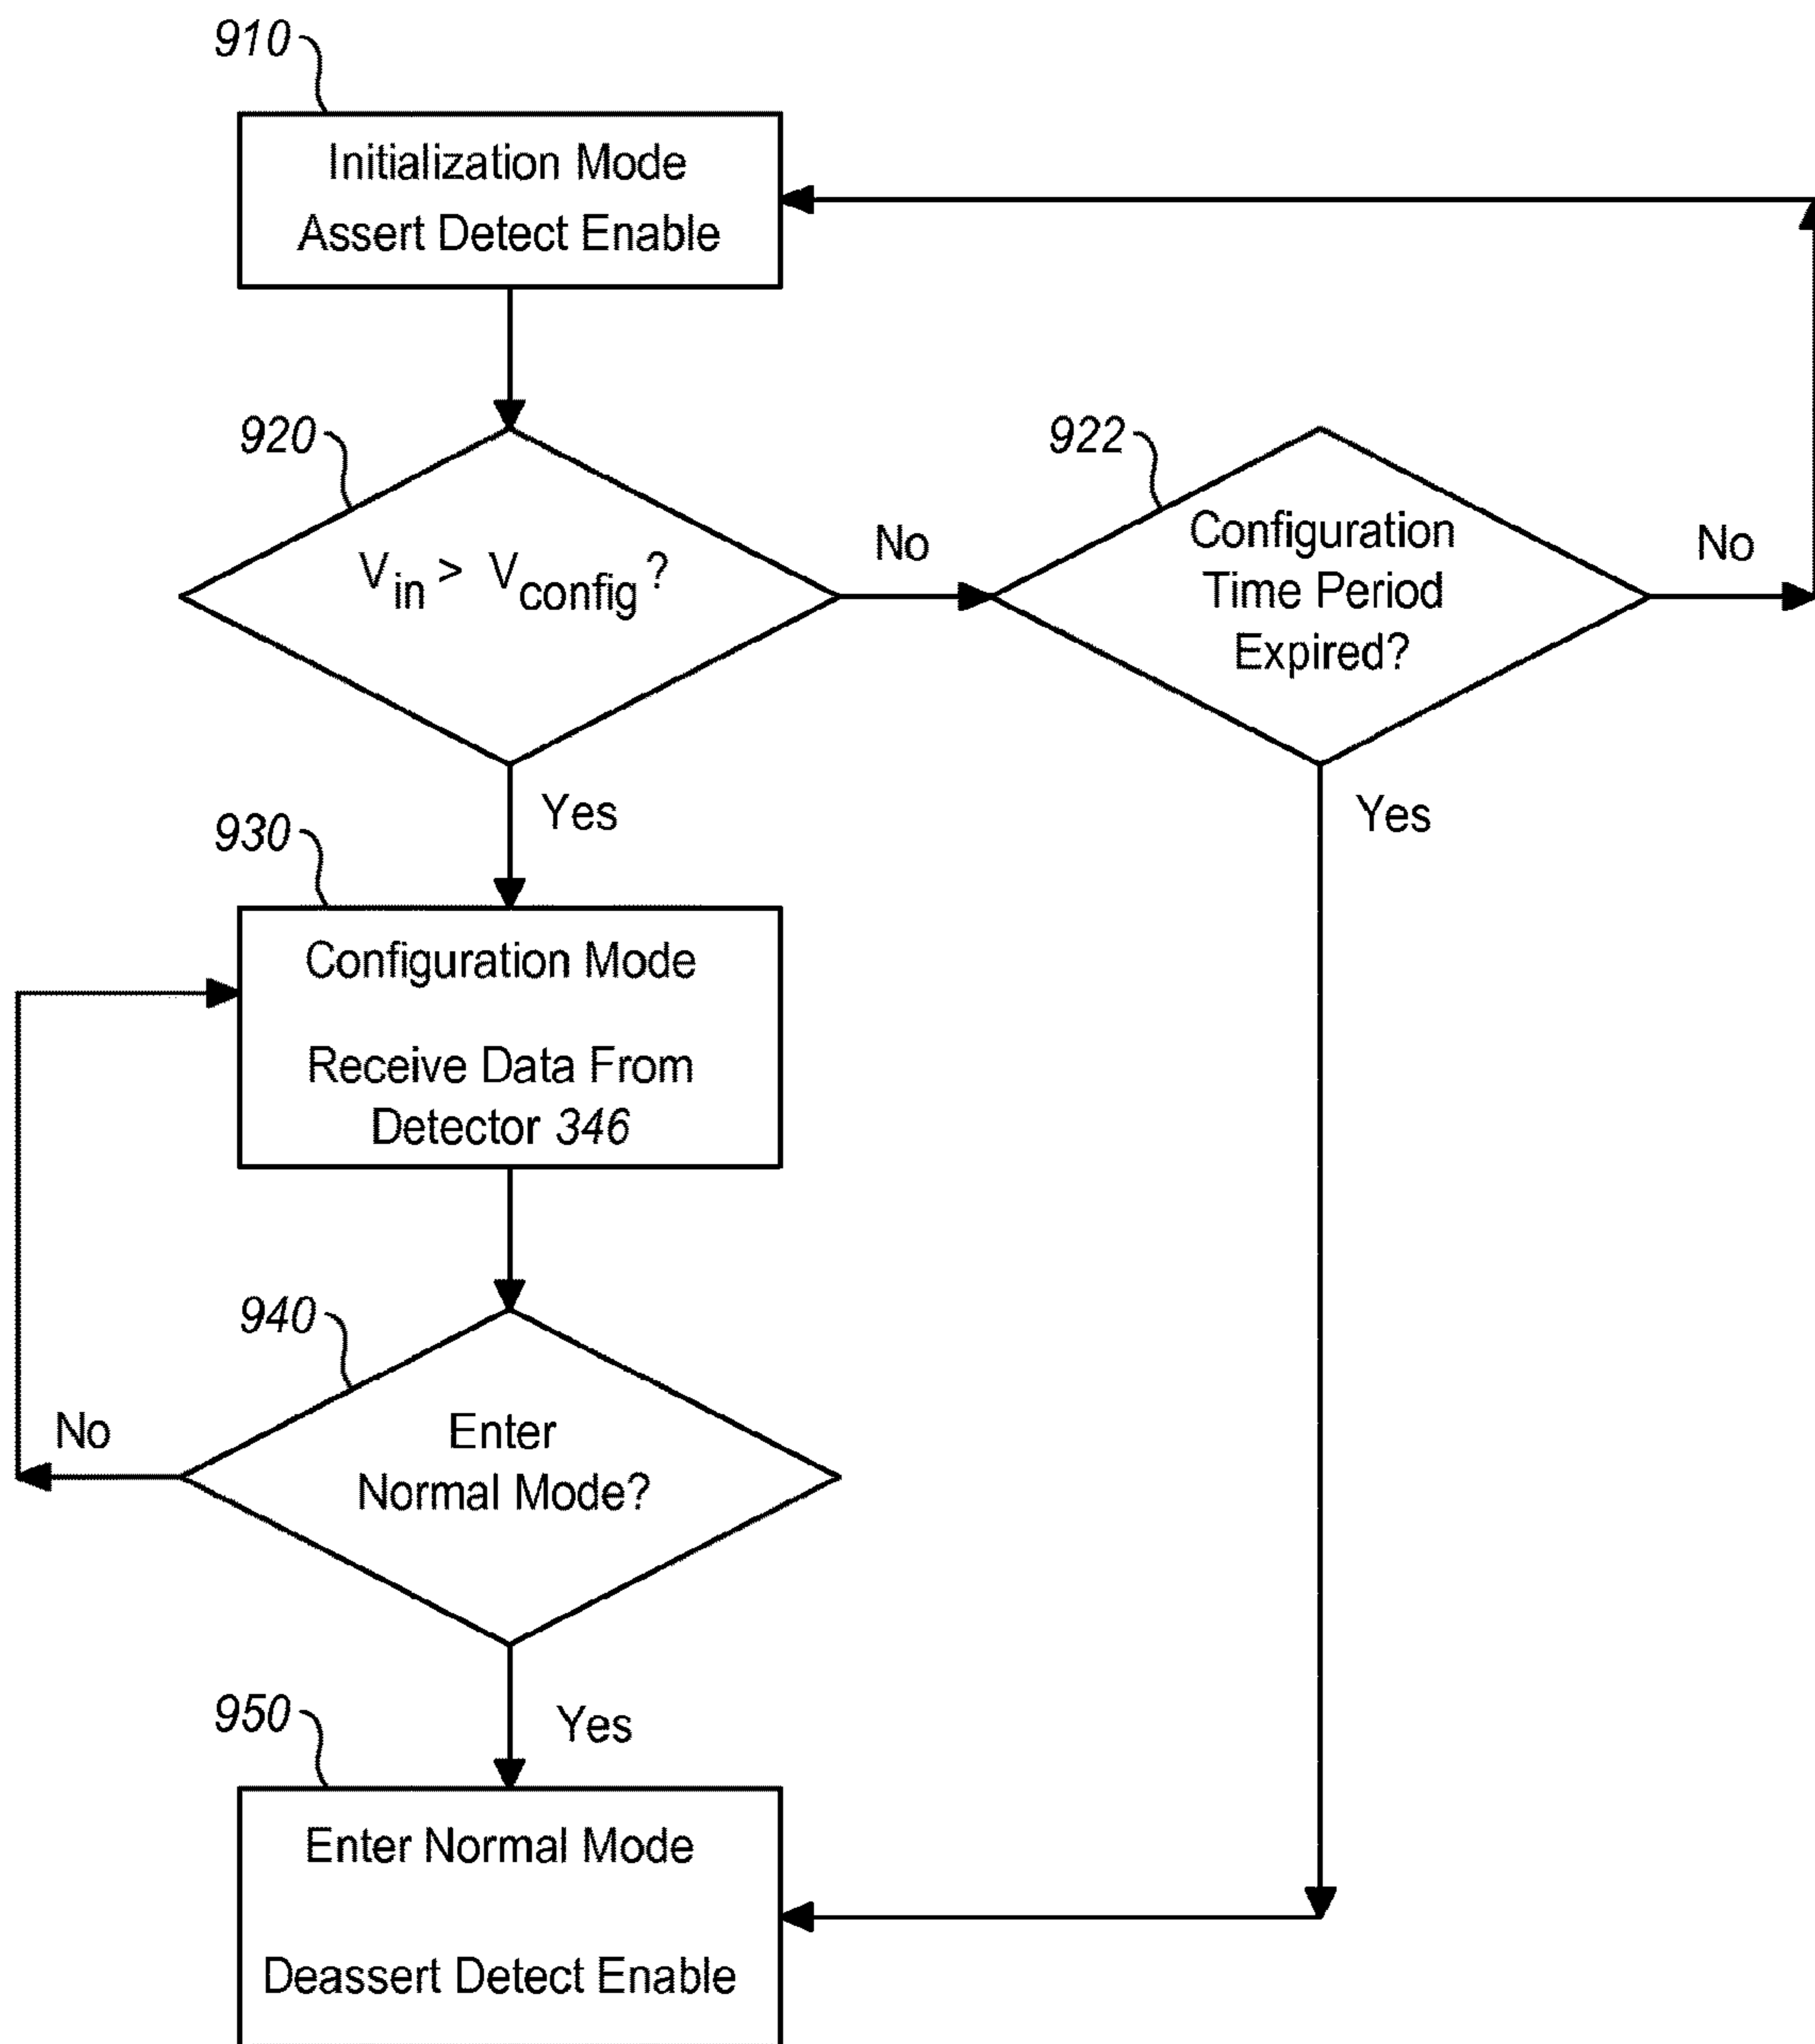 910
Initialization Mode
Assert Detect Enable
920
Vin > Vconfig ?
No
922
Configuration
Time Period
Expired?
No
Yes
Yes
930
Configuration Mode
Receive Data From
Detector 346
940
Enter
Normal Mode?
No
Yes
950
Enter Normal Mode
Deassert Detect Enable